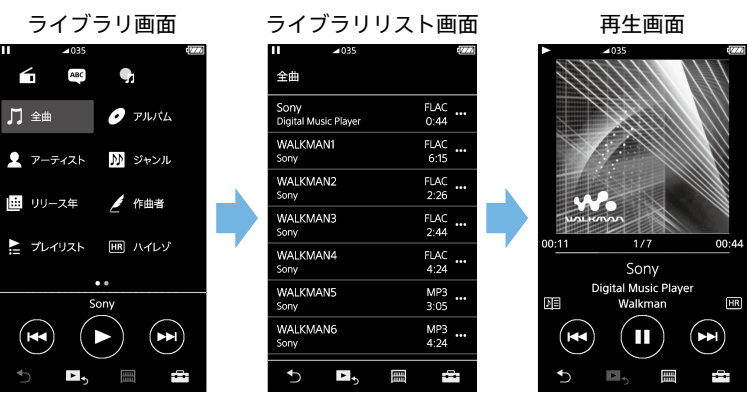 ライブラリ画面
035
ABC
全曲
アルバム
アーティスト
ジャンル
リリース年
作曲者
プレイリスト
HR ハイレゾ
Sony
ライブラリリスト画面
035
全曲
Sony FLAC
Digital Music Player 0:44
WALKMAN1 FLAC
Sony 6:15
WALKMAN2 FLAC
Sony 2:26
WALKMAN3 FLAC
Sony 2:44
WALKMAN4 FLAC
Sony 4:24
WALKMAN5 MP3
Sony 3:05
WALKMAN6 MP3
Sony 4:24
再生画面
035
WALKMAN
00:11 1/7 00:44
Sony
Digital Music Player
Walkman HR